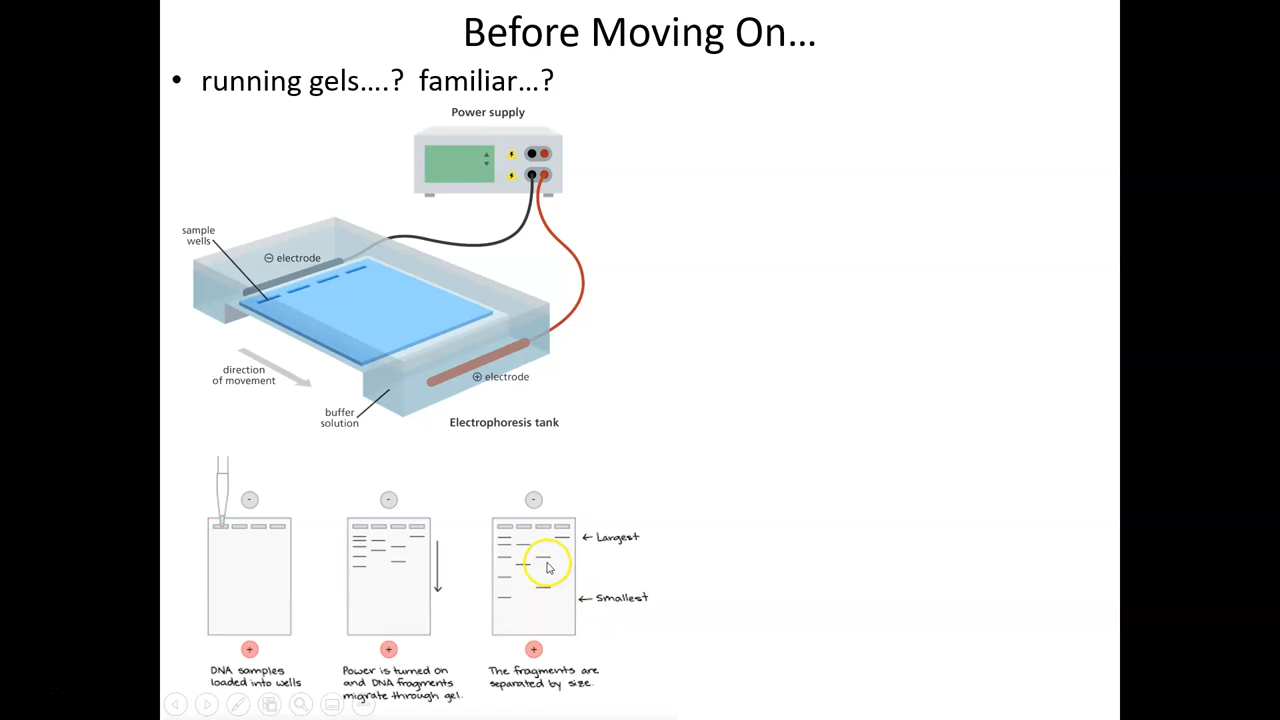 Before Moving On...
• running gels....? familiar...?
Power supply
sample
wells
⊖ electrode
direction
of movement
⊕ electrode
buffer
solution
Electrophoresis tank
-
-
-
← Largest
← Smallest
+
+
+
DNA samples
loaded into wells
Power is turned on
and DNA fragments
migrate through gel.
The fragments are
separated by size.